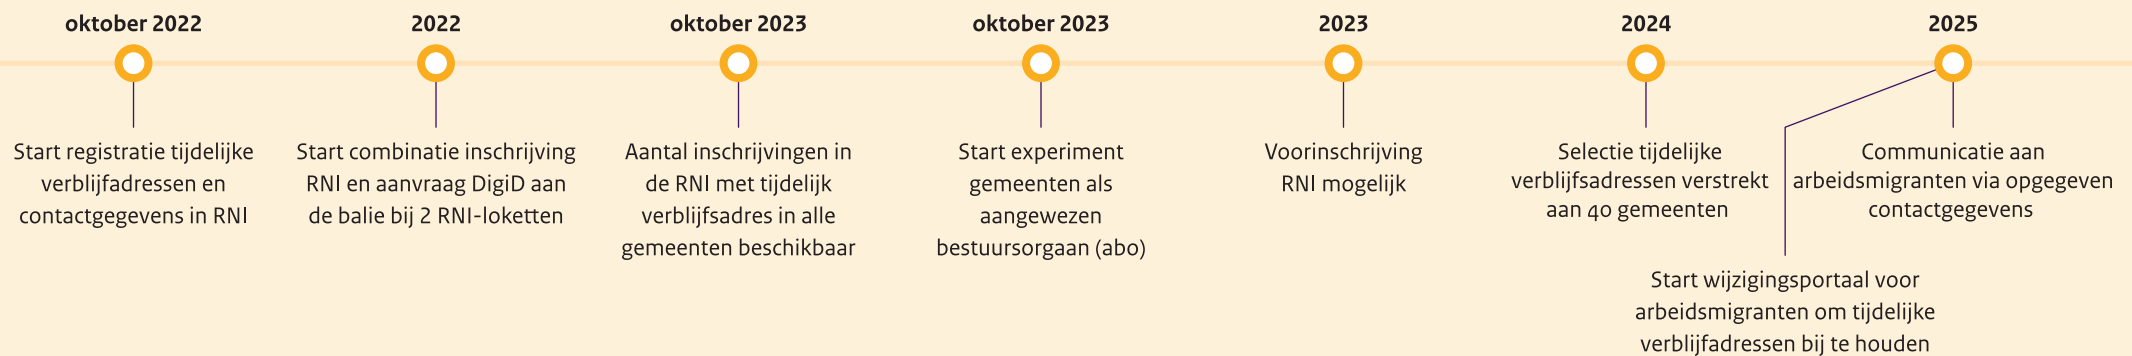 oktober 2022
Start registratie tijdelijke
verblijfadressen en
contactgegevens in RNI
2022
Start combinatie inschrijving
RNI en aanvraag DigiD aan
de balie bij 2 RNI-loketten
oktober 2023
Aantal inschrijvingen in
de RNI met tijdelijk
verblijfsadres in alle
gemeenten beschikbaar
oktober 2023
Start experiment
gemeenten als
aangewezen
bestuursorgaan (abo)
2023
Voorinschrijving
RNI mogelijk
2024
Selectie tijdelijke
verblijfsadressen verstrekt
aan 40 gemeenten
2025
Communicatie aan
arbeidsmigranten via opgegeven
contactgegevens
Start wijzigingsportaal voor
arbeidsmigranten om tijdelijke
verblijfadressen bij te houden